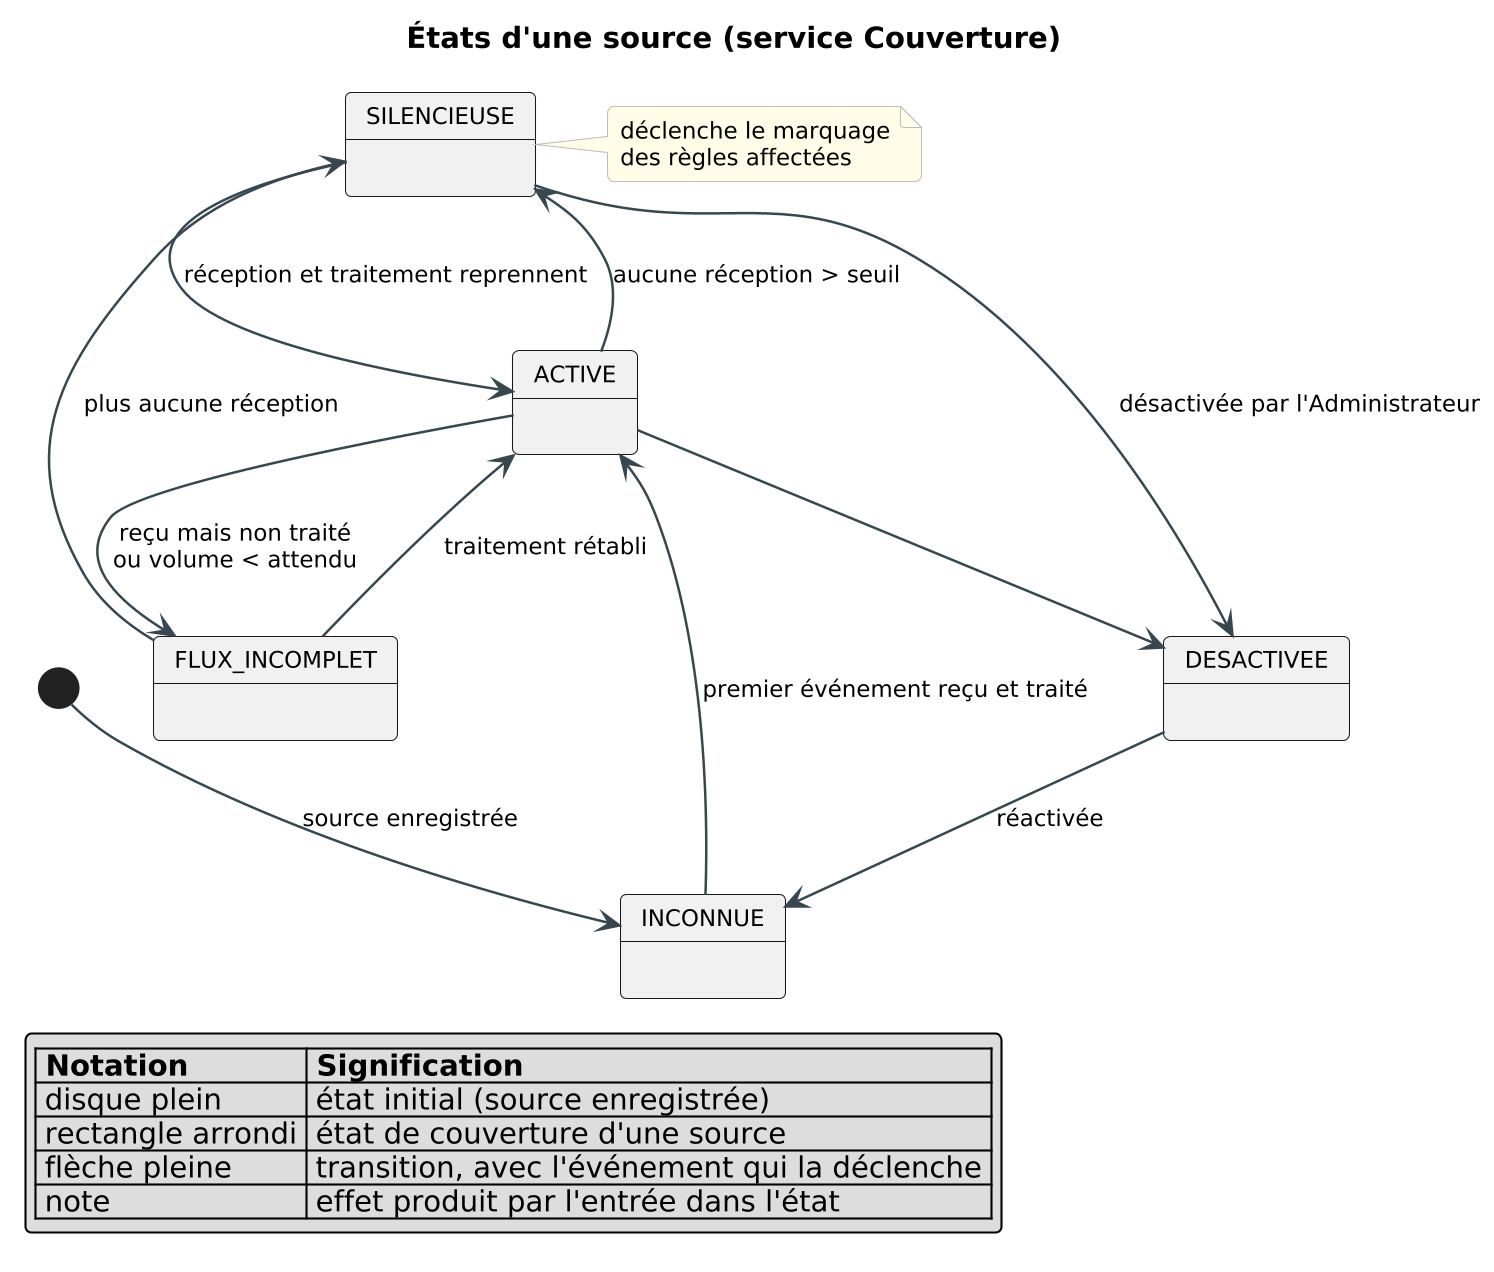 États d'une source (service Couverture)
SILENCIEUSE
déclenche le marquage
des règles affectées
réception et traitement reprennent
aucune réception > seuil
ACTIVE
plus aucune réception
désactivée par l'Administrateur
reçu mais non traité
ou volume < attendu
traitement rétabli
FLUX_INCOMPLET
DESACTIVEE
premier événement reçu et traité
source enregistrée
réactivée
INCONNUE
Notation Signification
disque plein état initial (source enregistrée)
rectangle arrondi état de couverture d'une source
flèche pleine transition, avec l'événement qui la déclenche
note effet produit par l'entrée dans l'état